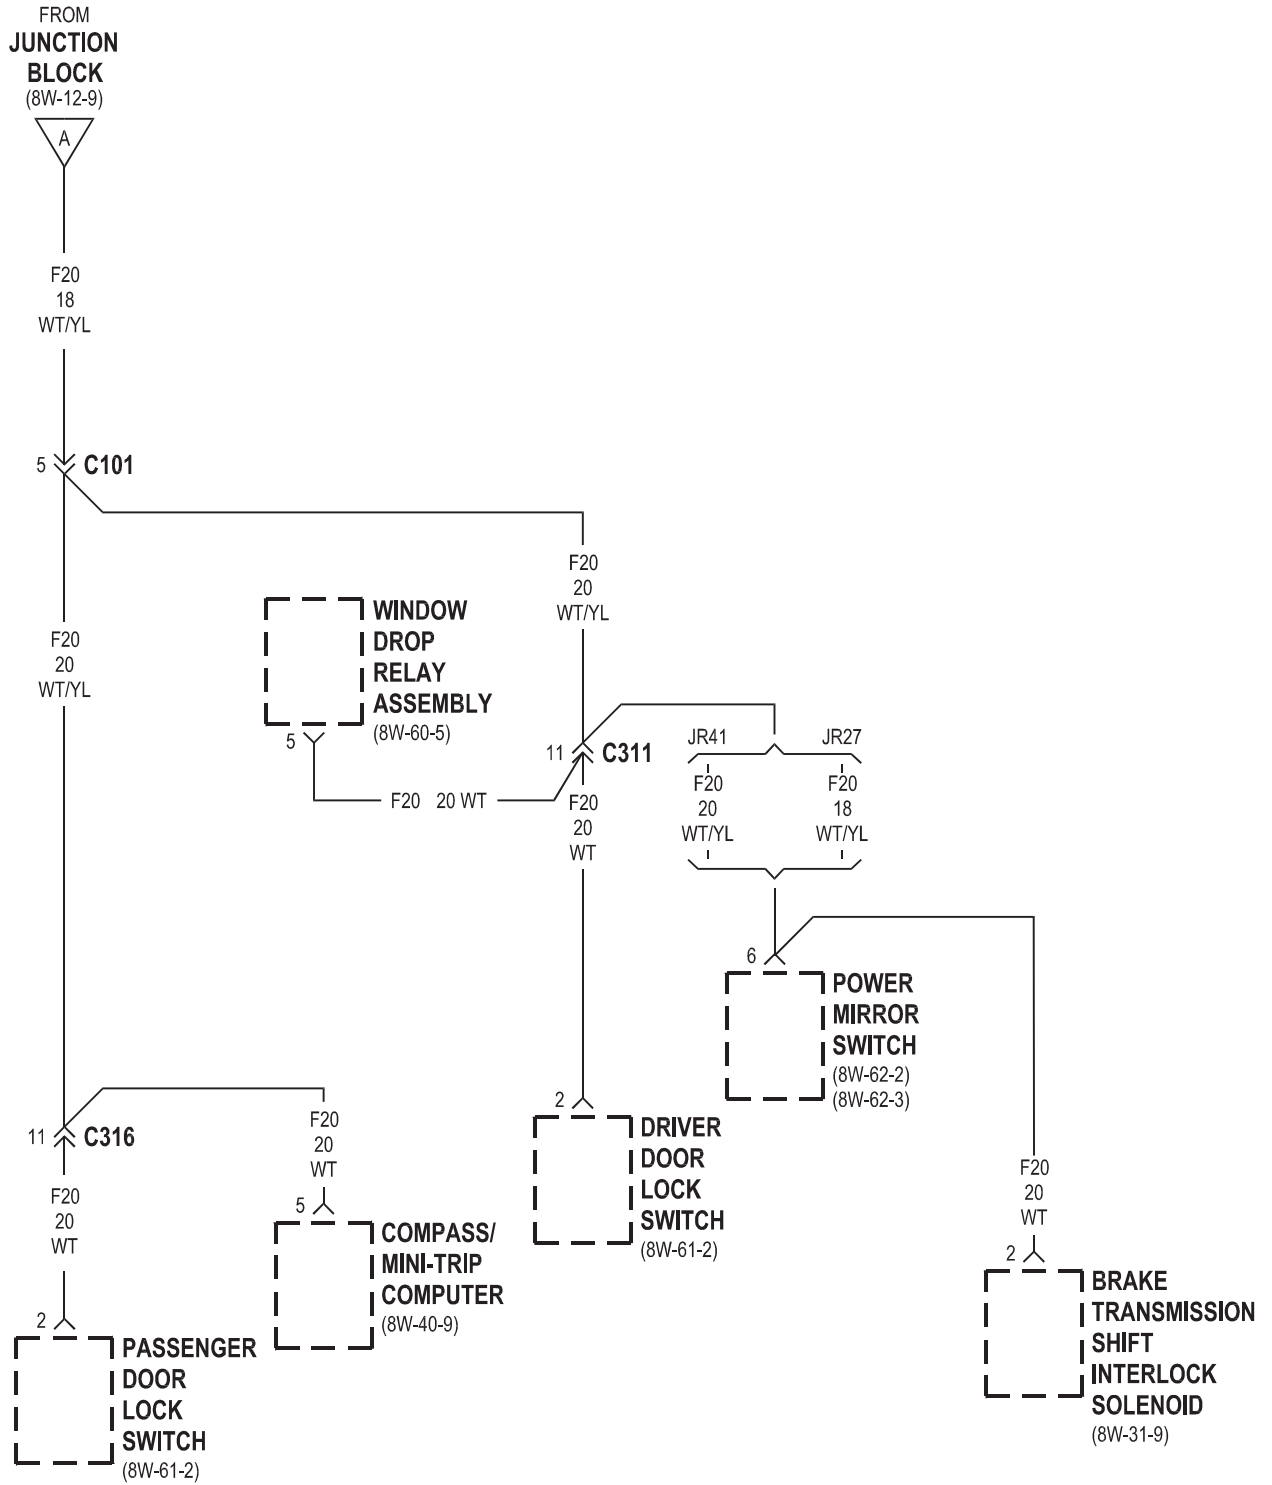 FROM
JUNCTION
BLOCK
(8W-12-9)
A
F20
18
WT/YL
5 C101
F20
20
WT/YL
WINDOW
DROP
RELAY
ASSEMBLY
(8W-60-5)
5
F20
20
WT/YL
11 C311
JR41
JR27
F20 20 WT
F20
20
WT
F20
20
WT/YL
F20
18
WT/YL
6
POWER
MIRROR
SWITCH
(8W-62-2)
(8W-62-3)
11 C316
F20
20
WT
F20
20
WT
5
COMPASS/
MINI-TRIP
COMPUTER
(8W-40-9)
2
DRIVER
DOOR
LOCK
SWITCH
(8W-61-2)
F20
20
WT
2
BRAKE
TRANSMISSION
SHIFT
INTERLOCK
SOLENOID
(8W-31-9)
2
PASSENGER
DOOR
LOCK
SWITCH
(8W-61-2)